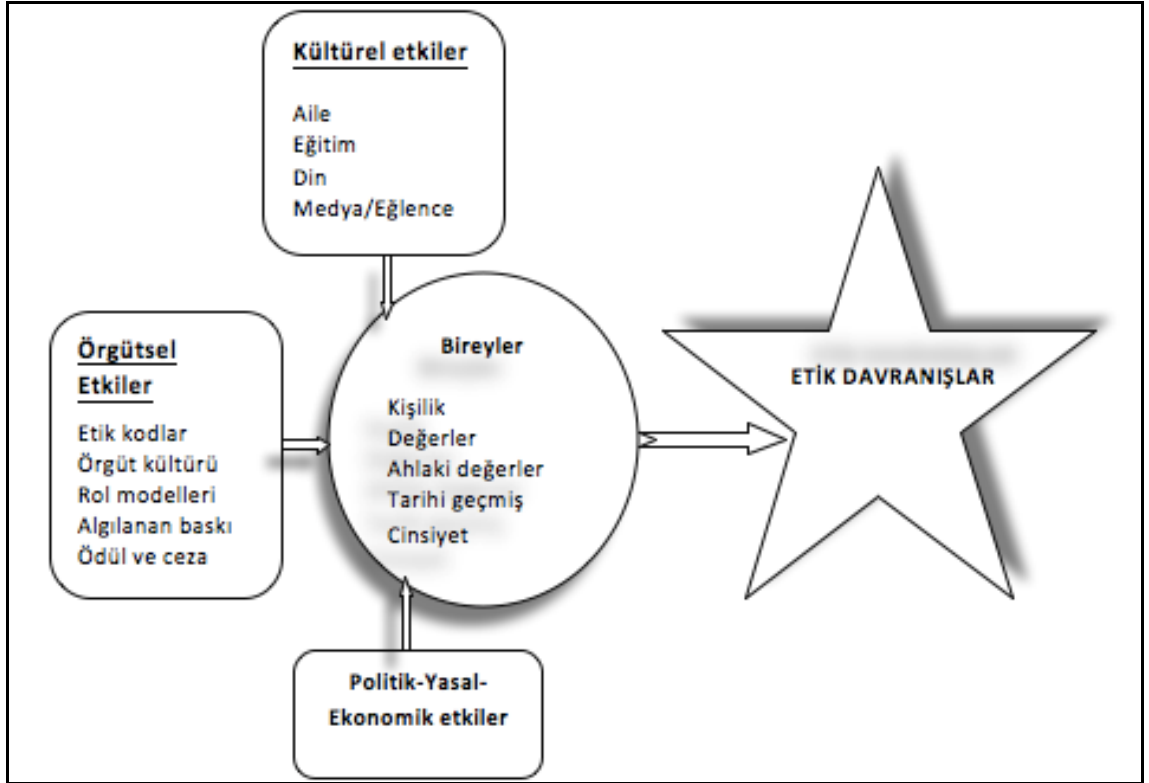 Kültürel etkiler
Aile
Eğitim
Din
Medya/Eğlence
Örgütsel
Etkiler
Etik kodlar
Örgüt kültürü
Rol modelleri
Algılanan baskı
Ödül ve ceza
Bireyler
Kişilik
Değerler
Ahlaki değerler
Tarihi geçmiş
Cinsiyet
ETİK DAVRANIŞLAR
Politik-Yasal-
Ekonomik etkiler